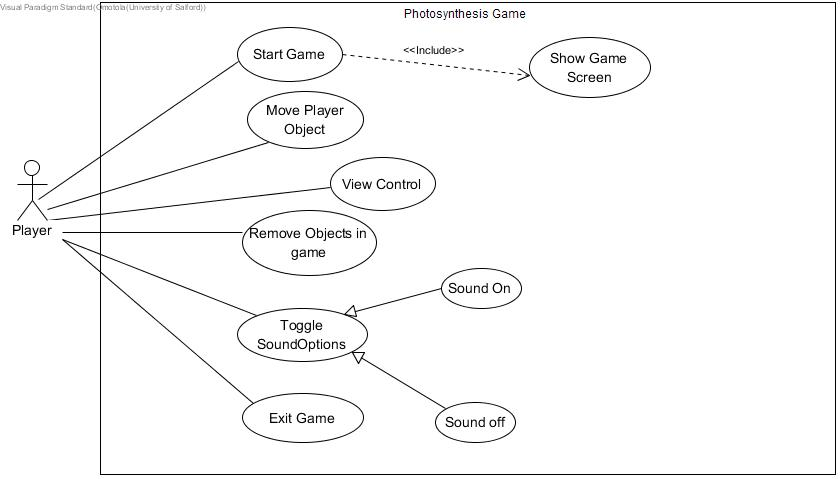 Visual Paradigm Standard(Omotola(University of Salford))
Photosynthesis Game
Start Game
<<Include>>
Show Game
Screen
Move Player
Object
View Control
Player
Remove Objects in
game
Sound On
Toggle
SoundOptions
Exit Game
Sound off